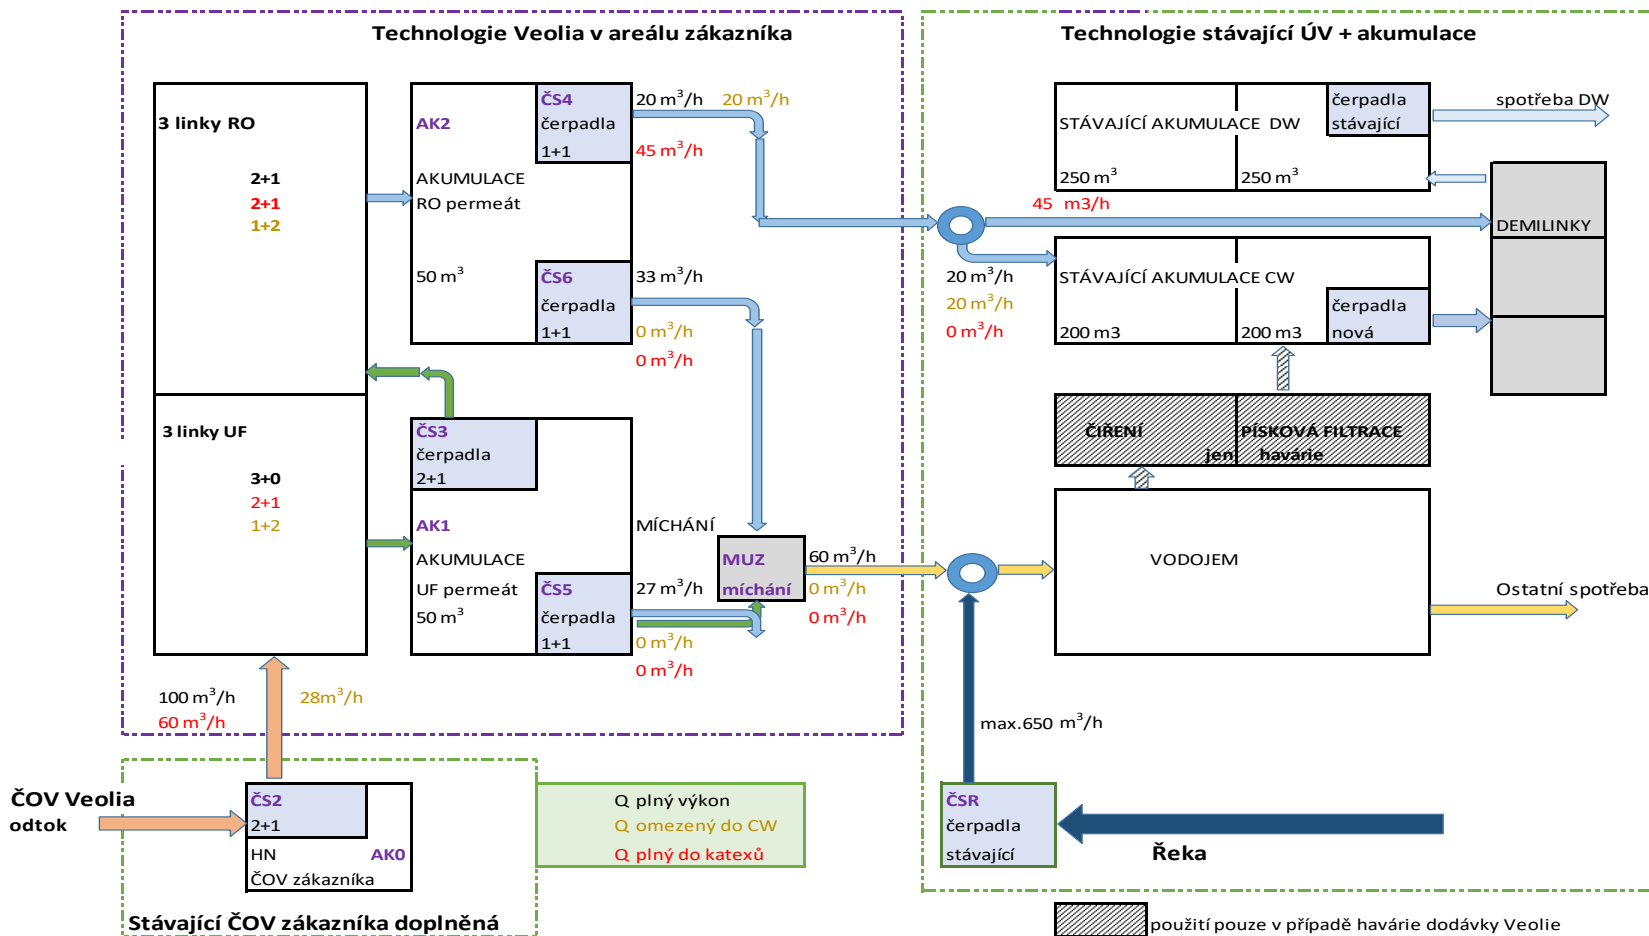 Technologie Veolia v areálu zákazníka
3 linky RO
2+1
2+1
1+2
3 linky UF
3+0
2+1
1+2
AK2
AKUMULACE
RO permeát
50 m³
ČS4
čerpadla
1+1
20 m³/h
20 m³/h
45 m³/h
ČS6
čerpadla
1+1
33 m³/h
0 m³/h
0 m³/h
ČS3
čerpadla
2+1
AK1
AKUMULACE
UF permeát
50 m³
ČS5
čerpadla
1+1
MÍCHÁNÍ
27 m³/h
0 m³/h
0 m³/h
MUZ
míchání
60 m³/h
0 m³/h
0 m³/h
100 m³/h
28m³/h
60 m³/h
Technologie stávající ÚV + akumulace
STÁVAJÍCÍ AKUMULACE DW
250 m³
250 m³
čerpadla
stávající
spotřeba DW
45 m3/h
DEMILINKY
20 m³/h
20 m³/h
0 m³/h
STÁVAJÍCÍ AKUMULACE CW
200 m3
200 m3
čerpadla
nová
ČIŘENÍ
PÍSKOVÁ FILTRACE
jen havárie
VODOJEM
Ostatní spotřeba
max.650 m³/h
ČSR
čerpadla
stávající
Řeka
ČOV Veolia
odtok
ČS2
2+1
HN
AK0
ČOV zákazníka
Stávající ČOV zákazníka doplněná
Q plný výkon
Q omezený do CW
Q plný do katexů
použití pouze v případě havárie dodávky Veolie